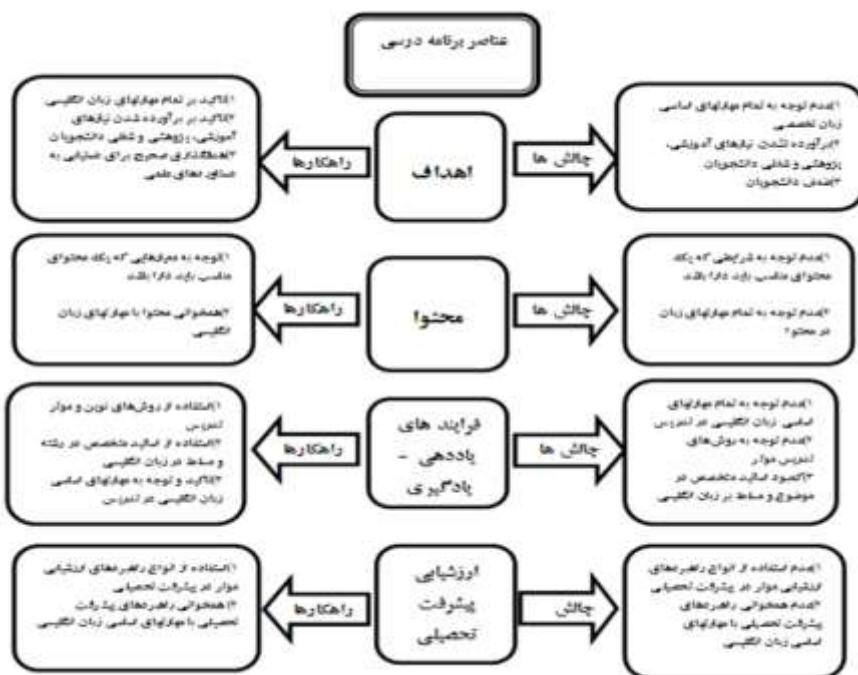 عناصر برنامه درسی
۱)عدم توجه به تمام مهارتهای اساسی
زبان تخصصی
۲)برآورده نشدن نیازهای آموزشی،
پژوهشی و شغلی دانشجویان
۳)ضعف دانشجویان
چالش ها
اهداف
راهکارها
۱)تاکید بر تمام مهارتهای زبان انگلیسی
۲)تاکید بر برآورده شدن نیازهای
آموزشی، پژوهشی و شغلی دانشجویان
۳)هدفگذاری صحیح برای دستیابی به
دستاوردهای علمی
۱)عدم توجه به شرایطی که یک
محتوای مناسب باید دارا باشد
۲)عدم توجه به تمام مهارتهای زبان
در محتوا
چالش ها
محتوا
راهکارها
۱)توجه به معیارهایی که یک محتوای
مناسب باید دارا باشد
۲)همخوانی محتوا با مهارتهای زبان
انگلیسی
۱)عدم توجه به تمام مهارتهای
اساسی زبان انگلیسی در تدریس
۲)عدم توجه به روش‌های
تدریس موثر
۳)کمبود اساتید متخصص در
موضوع و مسلط بر زبان انگلیسی
چالش ها
فرایند های
یاددهی -
یادگیری
راهکارها
۱)استفاده از روش‌های نوین و موثر
تدریس
۲)استفاده از اساتید متخصص در رشته
و مسلط در زبان انگلیسی
۳)تاکید و توجه به مهارتهای اساسی
زبان انگلیسی در تدریس
۱)عدم استفاده از انواع راهبردهای
ارزشیابی موثر در پیشرفت تحصیلی
۲)عدم همخوانی راهبردهای
پیشرفت تحصیلی با مهارتهای
اساسی زبان انگلیسی
چالش
ارزشیابی
پیشرفت
تحصیلی
راهکارها
۱)استفاده از انواع راهبردهای ارزشیابی
موثر در پیشرفت تحصیلی
۲)همخوانی راهبردهای پیشرفت
تحصیلی با مهارتهای اساسی زبان انگلیسی